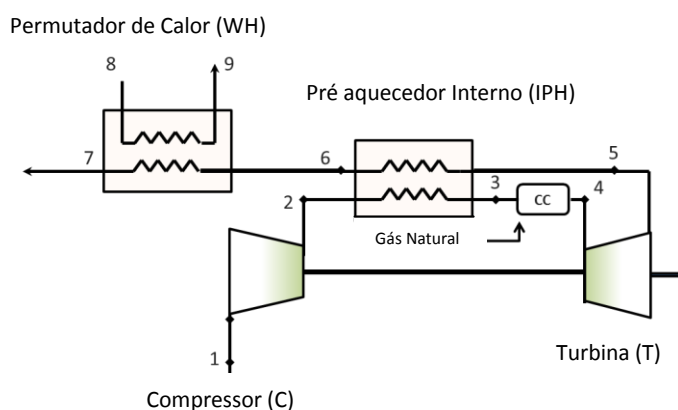 Permutador de Calor (WH)
8
9
Pré aquecedor Interno (IPH)
7
6
5
2
3
cc
4
Gás Natural
1
Turbina (T)
Compressor (C)